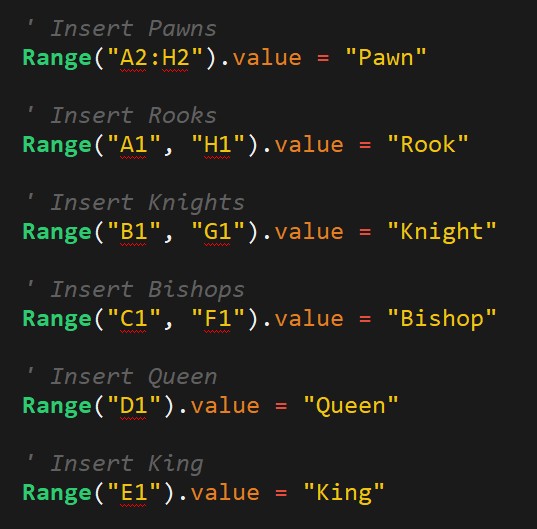 ' Insert Pawns
Range("A2:H2").value = "Pawn"
' Insert Rooks
Range("A1", "H1").value = "Rook"
' Insert Knights
Range("B1", "G1").value = "Knight"
' Insert Bishops
Range("C1", "F1").value = "Bishop"
' Insert Queen
Range("D1").value = "Queen"
' Insert King
Range("E1").value = "King"